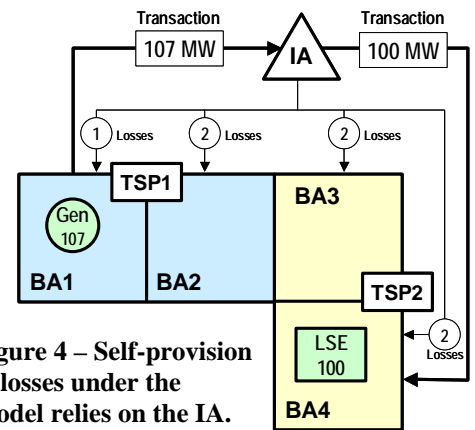 Transaction
Transaction
107 MW
IA
100 MW
1 Losses
2 Losses
2 Losses
TSP1
BA3
Gen
107
BA1
BA2
TSP2
LSE
100
2
Losses
BA4
gure 4 – Self-provision
losses under the
odel relies on the IA.